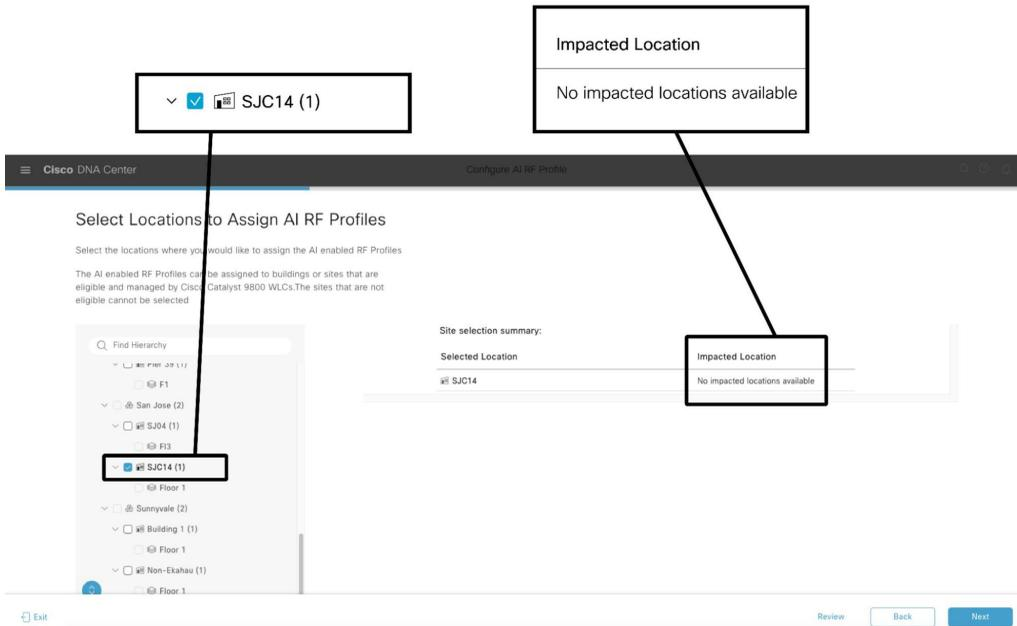 Impacted Location
No impacted locations available
SJC14 (1)
Cisco DNA Center
Configure AI RF Profile
Select Locations to Assign AI RF Profiles
Select the locations where you would like to assign the AI enabled RF Profiles
The AI enabled RF Profiles can be assigned to buildings or sites that are
eligible and managed by Cisco Catalyst 9800 WLCs.The sites that are not
eligible cannot be selected
Find Hierarchy
Pier 39 (1)
F1
San Jose (2)
SJ04 (1)
Fl3
SJC14 (1)
Floor 1
Sunnyvale (2)
Building 1 (1)
Floor 1
Non-Ekahau (1)
Floor 1
Site selection summary:
Selected Location
Impacted Location
SJC14
No impacted locations available
Exit
Review
Back
Next